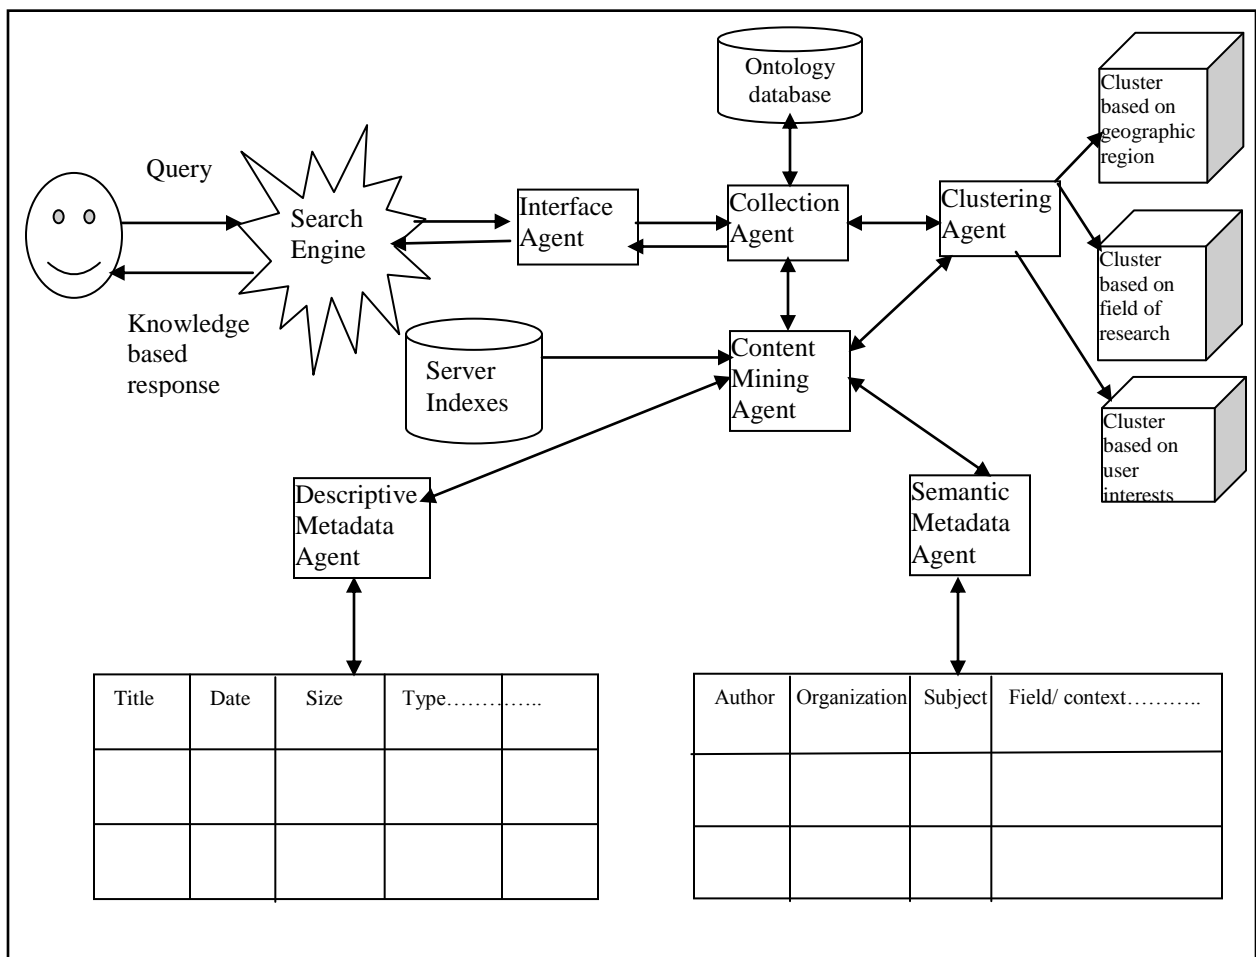 Ontology
database
Cluster
based on
geographic
region
Query
Search
Engine
Interface
Agent
Collection
Agent
Clustering
Agent
Cluster
based on
field of
research
Knowledge
based
response
Server
Indexes
Content
Mining
Agent
Cluster
based on
user
interests
Descriptive
Metadata
Agent
Semantic
Metadata
Agent
Title Date Size Type…………..
Author Organization Subject Field/ context………..